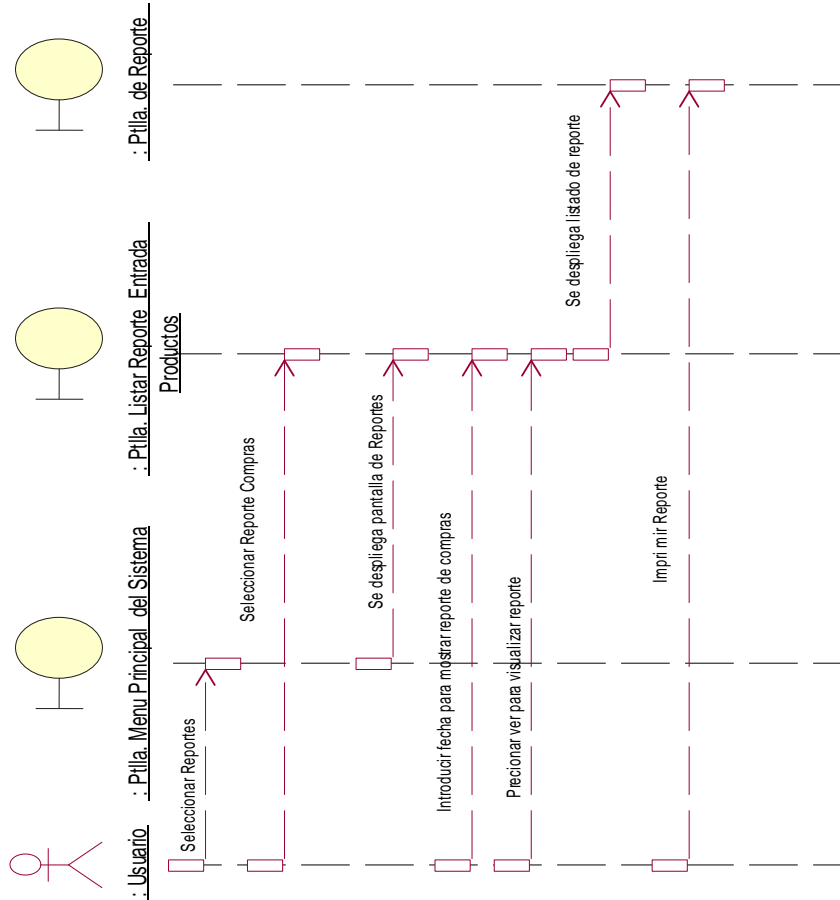 : Usuario
: Ptlla. Menu Principal del Sistema
: Ptlla. Listar Reporte Entrada
Productos
: Ptlla. de Reporte
Seleccionar Reportes
Seleccionar Reporte Compras
Se despliega pantalla de Reportes
Introducir fecha para mostrar reporte de compras
Precionar ver para visualizar reporte
Se despliega listado de reporte
Imprimir Reporte